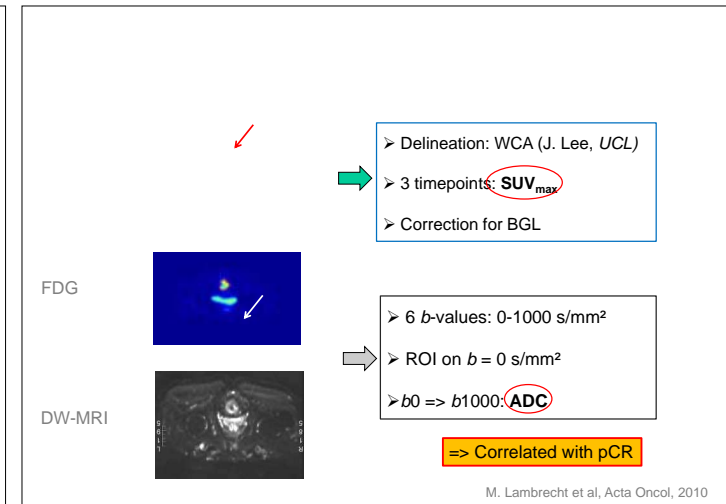 ➢ Delineation: WCA (J. Lee, UCL)
➢ 3 timepoints: SUVmax
➢ Correction for BGL
FDG
➢ 6 b-values: 0-1000 s/mm²
➢ ROI on b = 0 s/mm²
➢ b0 => b1000: ADC
DW-MRI
=> Correlated with pCR
M. Lambrecht et al, Acta Oncol, 2010